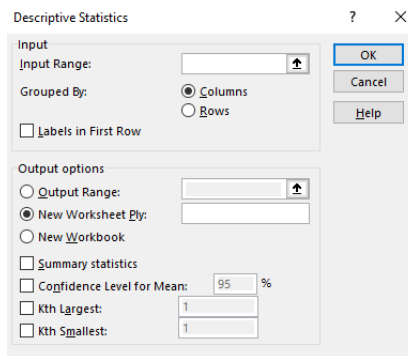 Descriptive Statistics ? ×
Input
Input Range:
Grouped By: Columns
Rows
Labels in First Row
OK
Cancel
Help
Output options
Output Range:
New Worksheet Ply:
New Workbook
Summary statistics
Confidence Level for Mean: 95 %
Kth Largest: 1
Kth Smallest: 1